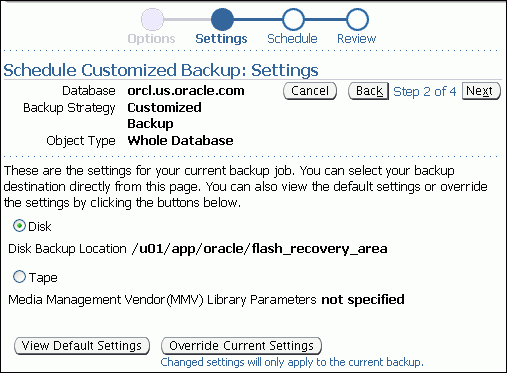 Options Settings Schedule Review
Schedule Customized Backup: Settings
Database orcl.us.oracle.com Cancel Back Step 2 of 4 Next
Backup Strategy Customized
Backup
Object Type Whole Database
These are the settings for your current backup job. You can select your backup
destination directly from this page. You can also view the default settings or override
the settings by clicking the buttons below.
Disk
Disk Backup Location /u01/app/oracle/flash_recovery_area
Tape
Media Management Vendor(MMV) Library Parameters not specified
View Default Settings Override Current Settings
Changed settings will only apply to the current backup.